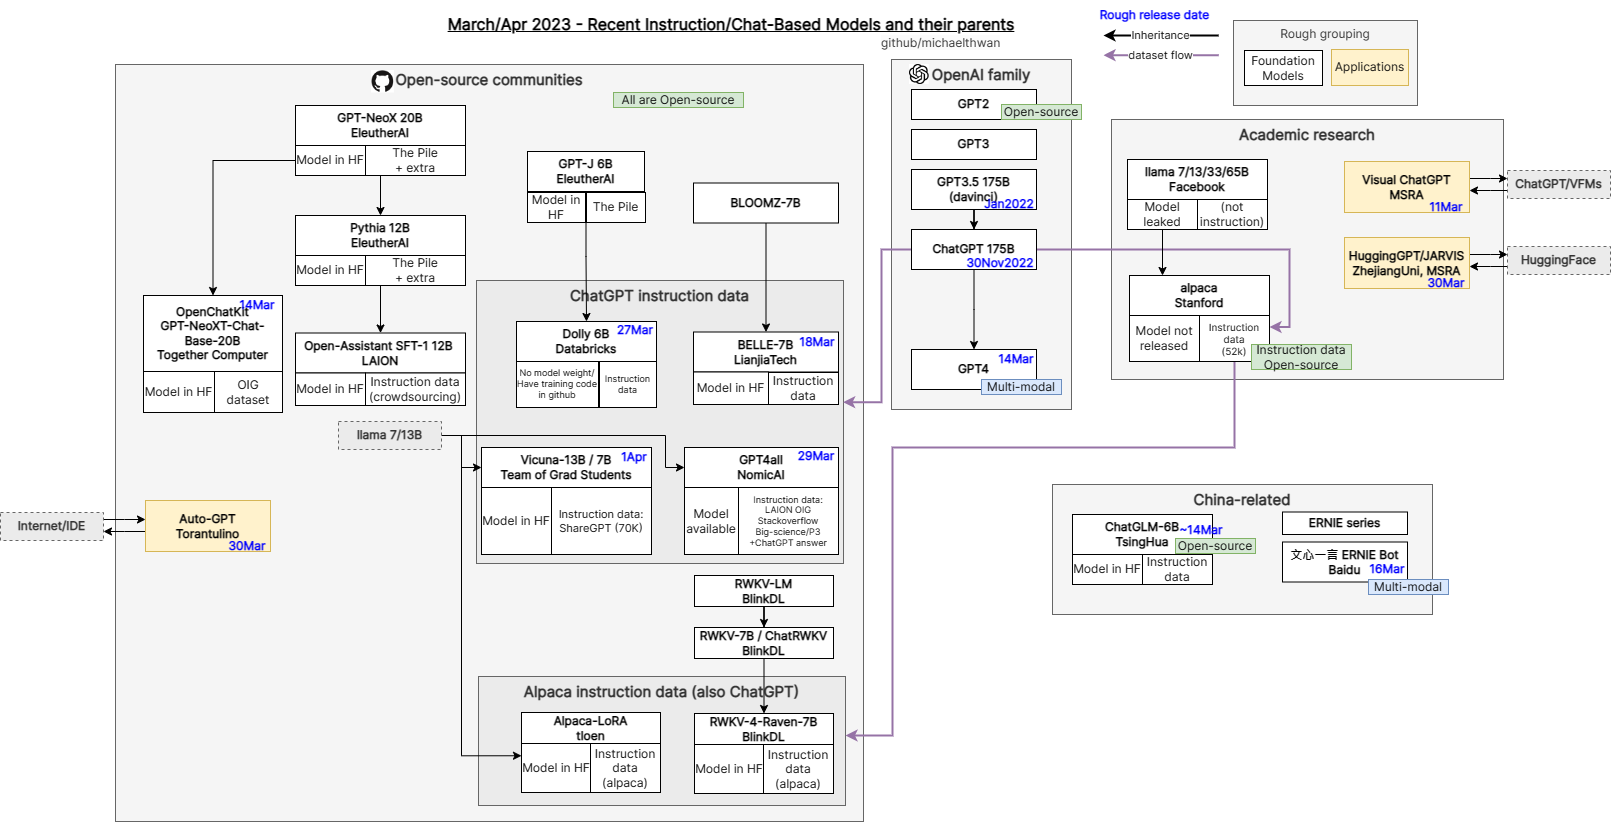 March/Apr 2023 - Recent Instruction/Chat-Based Models and their parents
github/michaelthwan
Rough release date
Inheritance
dataset flow
Rough grouping
Foundation
Models
Applications
Open-source communities
All are Open-source
GPT-NeoX 20B
EleutherAI
Model in HF
The Pile
+ extra
Pythia 12B
EleutherAI
Model in HF
The Pile
+ extra
14Mar
OpenChatKit
GPT-NeoXT-Chat-
Base-20B
Together Computer
Model in HF
OIG
dataset
Open-Assistant SFT-1 12B
LAION
Model in HF
Instruction data
(crowdsourcing)
GPT-J 6B
EleutherAI
Model in
HF
The Pile
BLOOMZ-7B
ChatGPT instruction data
Dolly 6B
27Mar
Databricks
No model weight/
Have training code
in github
Instruction
data
BELLE-7B
18Mar
LianjiaTech
Model in HF
Instruction
data
llama 7/13B
Vicuna-13B / 7B
1Apr
Team of Grad Students
Model in HF
Instruction data:
ShareGPT (70K)
GPT4all
29Mar
NomicAI
Model
available
Instruction data:
LAION OIG
Stackoverflow
Big-science/P3
+ChatGPT answer
Internet/IDE
Auto-GPT
Torantulino
30Mar
RWKV-LM
BlinkDL
RWKV-7B / ChatRWKV
BlinkDL
Alpaca instruction data (also ChatGPT)
Alpaca-LoRA
tloen
Model in HF
Instruction
data
(alpaca)
RWKV-4-Raven-7B
BlinkDL
Model in HF
Instruction
data
(alpaca)
OpenAI family
GPT2
Open-source
GPT3
GPT3.5 175B
(davinci)
Jan2022
ChatGPT 175B
30Nov2022
14Mar
GPT4
Multi-modal
Academic research
llama 7/13/33/65B
Facebook
Model
leaked
(not
instruction)
alpaca
Stanford
Model not
released
Instruction
data
(52k)
Instruction data
Open-source
Visual ChatGPT
MSRA
11Mar
ChatGPT/VFMs
HuggingGPT/JARVIS
ZhejiangUni, MSRA
30Mar
HuggingFace
China-related
ChatGLM-6B
~14Mar
TsingHua
Open-source
Model in HF
Instruction
data
ERNIE series
文心一言 ERNIE Bot
Baidu
16Mar
Multi-modal